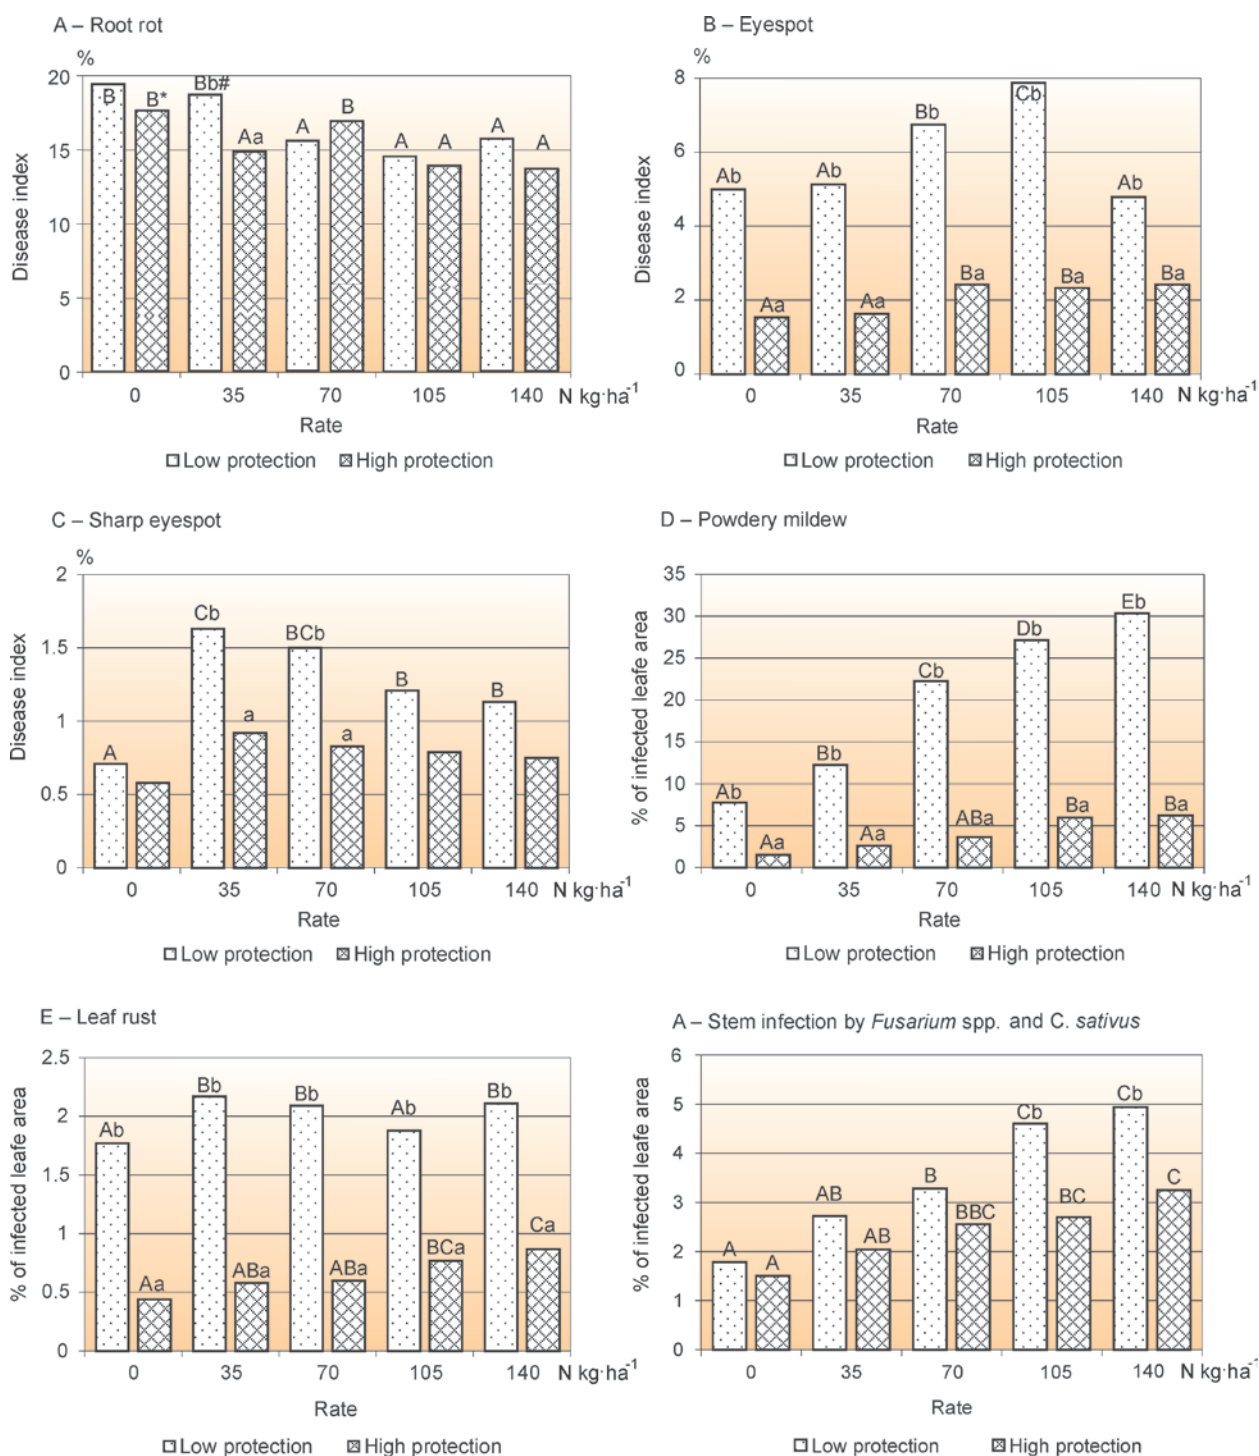 A – Root rot
%
20
15
10
5
0
Disease index
B
B*
Bb#
Aa
A
B
A
A
A
A
0 35 70 105 140 N kg·ha⁻¹
Rate
Low protection High protection
B – Eyespot
%
8
6
4
2
0
Disease index
Ab
Aa
Ab
Aa
Bb
Ba
Cb
Ba
Ab
Ba
0 35 70 105 140 N kg·ha⁻¹
Rate
Low protection High protection
C – Sharp eyespot
%
2
1.5
1
0.5
0
Disease index
A
Cb
a
BCb
a
B
B
0 35 70 105 140 N kg·ha⁻¹
Rate
Low protection High protection
D – Powdery mildew
35
30
25
20
15
10
5
0
% of infected leafe area
Ab
Aa
Bb
Aa
Cb
ABa
Db
Ba
Eb
Ba
0 35 70 105 140 N kg·ha⁻¹
Rate
Low protection High protection
E – Leaf rust
2.5
2
1.5
1
0.5
0
% of infected leafe area
Ab
Aa
Bb
ABa
Bb
ABa
Ab
BCa
Bb
Ca
0 35 70 105 140 N kg·ha⁻¹
Rate
Low protection High protection
A – Stem infection by Fusarium spp. and C. sativus
6
5
4
3
2
1
0
% of infected leafe area
A
A
AB
AB
B
BBC
Cb
BC
Cb
C
0 35 70 105 140 N kg·ha⁻¹
Rate
Low protection High protection